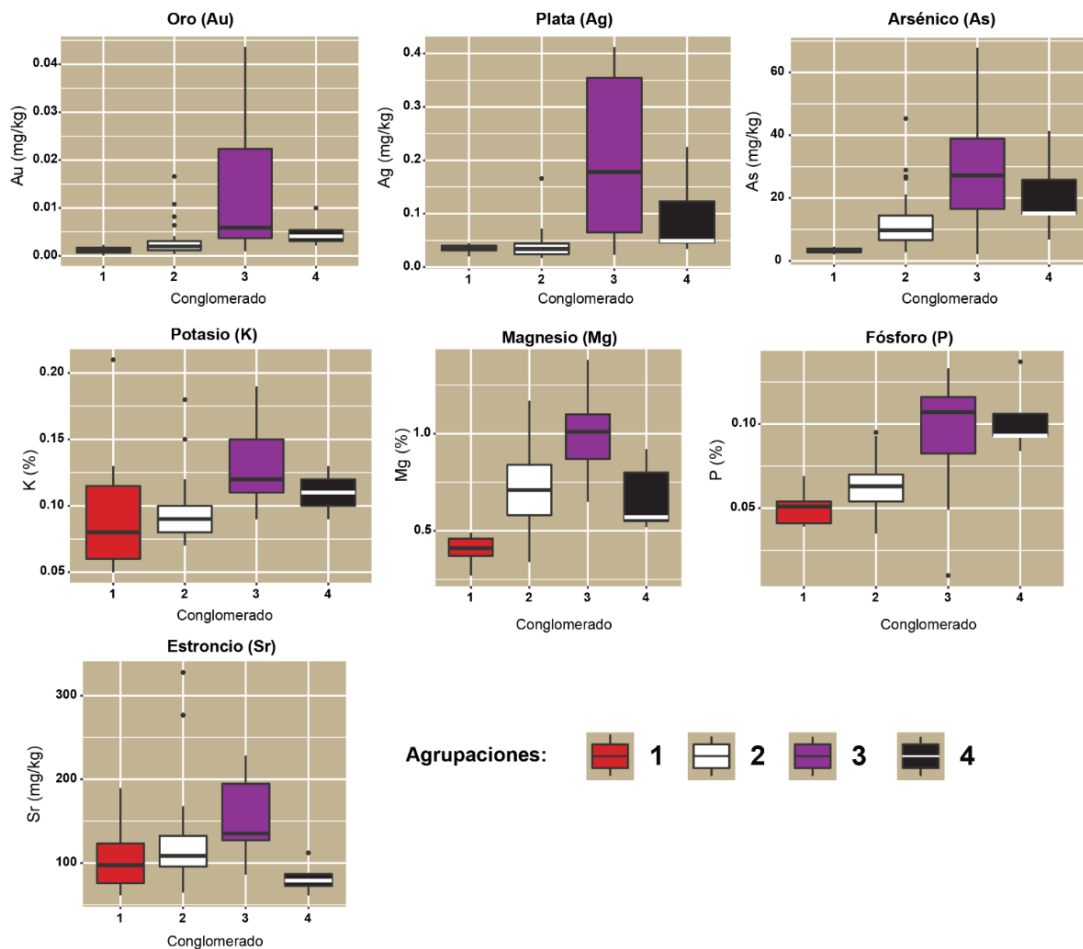 Oro (Au)
Au (mg/kg)
0.04
0.03
0.02
0.01
0.00
1 2 3 4
Conglomerado
Plata (Ag)
Ag (mg/kg)
0.4
0.3
0.2
0.1
0.0
1 2 3 4
Conglomerado
Arsénico (As)
As (mg/kg)
60
40
20
0
1 2 3 4
Conglomerado
Potasio (K)
K (%)
0.20
0.15
0.10
0.05
1 2 3 4
Conglomerado
Magnesio (Mg)
Mg (%)
1.0
0.5
1 2 3 4
Conglomerado
Fósforo (P)
P (%)
0.10
0.05
1 2 3 4
Conglomerado
Estroncio (Sr)
Sr (mg/kg)
300
200
100
1 2 3 4
Conglomerado
Agrupaciones: 1 2 3 4